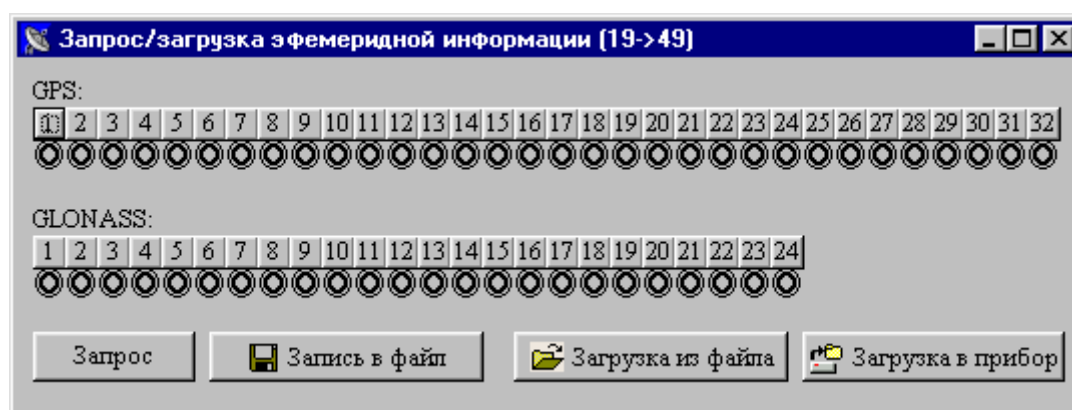 Запрос/загрузка эфемеридной информации (19->49)
GPS:
1 2 3 4 5 6 7 8 9 10 11 12 13 14 15 16 17 18 19 20 21 22 23 24 25 26 27 28 29 30 31 32
GLONASS:
1 2 3 4 5 6 7 8 9 10 11 12 13 14 15 16 17 18 19 20 21 22 23 24
Запрос Запись в файл Загрузка из файла Загрузка в прибор